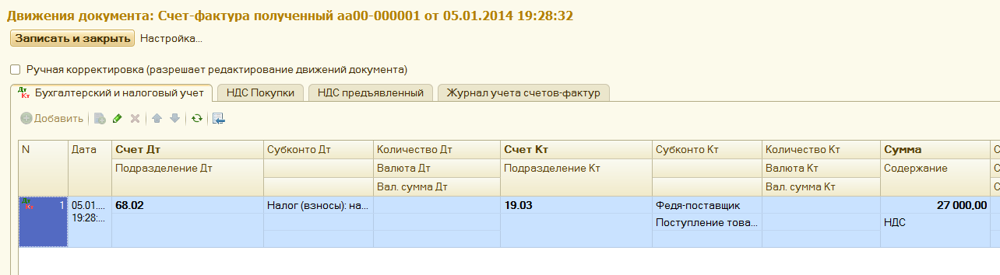 Движения документа: Счет-фактура полученный аа00-000001 от 05.01.2014 19:28:32
Записать и закрыть Настройка...
Ручная корректировка (разрешает редактирование движений документа)
Дт Кт Бухгалтерский и налоговый учет НДС Покупки НДС предъявленный Журнал учета счетов-фактур
Добавить
N Дата Счет Дт Субконто Дт Количество Дт Счет Кт Субконто Кт Количество Кт Сумма С
Подразделение Дт Валюта Дт Подразделение Кт Валюта Кт Содержание С
Вал. сумма Дт Вал. сумма Кт С
Дт Кт 1 05.01.... 68.02 Налог (взносы): на... 19.03 Федя-поставщик 27 000,00
19:28:... Поступление това... НДС